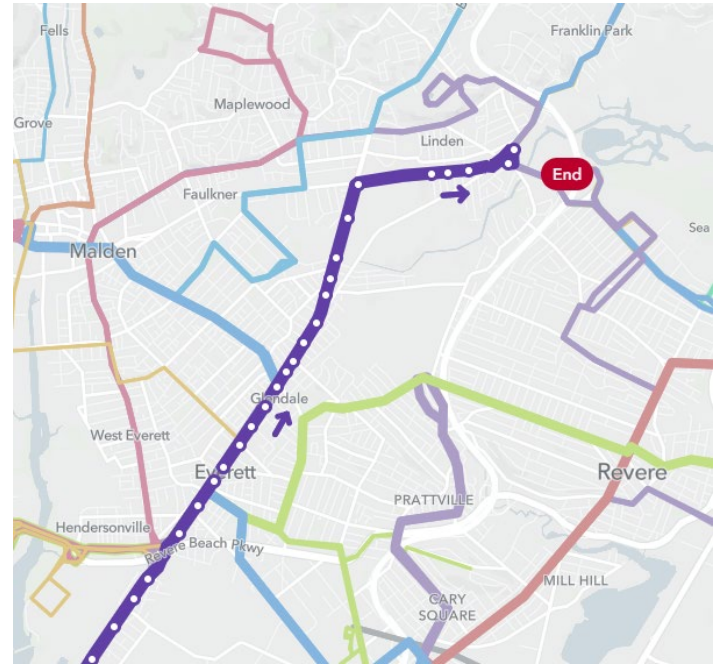 Fells
Franklin Park
Maplewood
Grove
Linden
End
Faulkner
Sea
Malden
Glendale
West Everett
Everett
Revere
PRATTVILLE
Hendersonville
Revere Beach Pkwy
MILL HILL
CARY
SQUARE